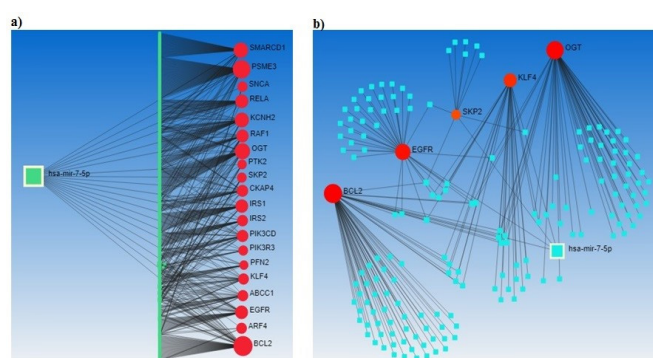 a)
SMARCD1
PSME3
SNCA
RELA
KCNH2
RAF1
OGT
PTK2
SKP2
CKAP4
IRS1
IRS2
PIK3CD
PIK3R3
PFN2
KLF4
ABCC1
EGFR
ARF4
BCL2
hsa-mir-7-5p
b)
OGT
KLF4
SKP2
EGFR
BCL2
hsa-mir-7-5p